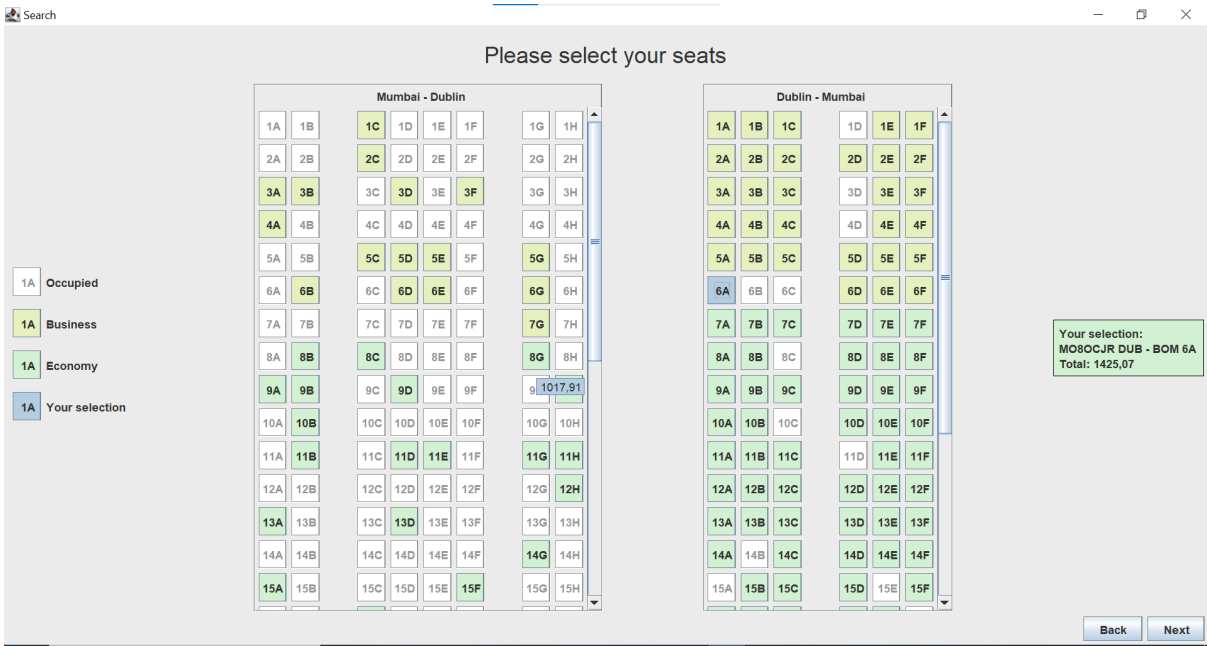 Search
Please select your seats
Mumbai - Dublin
1A 1B 1C 1D 1E 1F 1G 1H
2A 2B 2C 2D 2E 2F 2G 2H
3A 3B 3C 3D 3E 3F 3G 3H
4A 4B 4C 4D 4E 4F 4G 4H
5A 5B 5C 5D 5E 5F 5G 5H
6A 6B 6C 6D 6E 6F 6G 6H
7A 7B 7C 7D 7E 7F 7G 7H
8A 8B 8C 8D 8E 8F 8G 8H
9A 9B 9C 9D 9E 9F 9 1017,91
10A 10B 10C 10D 10E 10F 10G 10H
11A 11B 11C 11D 11E 11F 11G 11H
12A 12B 12C 12D 12E 12F 12G 12H
13A 13B 13C 13D 13E 13F 13G 13H
14A 14B 14C 14D 14E 14F 14G 14H
15A 15B 15C 15D 15E 15F 15G 15H
Dublin - Mumbai
1A 1B 1C 1D 1E 1F
2A 2B 2C 2D 2E 2F
3A 3B 3C 3D 3E 3F
4A 4B 4C 4D 4E 4F
5A 5B 5C 5D 5E 5F
6A 6B 6C 6D 6E 6F
7A 7B 7C 7D 7E 7F
8A 8B 8C 8D 8E 8F
9A 9B 9C 9D 9E 9F
10A 10B 10C 10D 10E 10F
11A 11B 11C 11D 11E 11F
12A 12B 12C 12D 12E 12F
13A 13B 13C 13D 13E 13F
14A 14B 14C 14D 14E 14F
15A 15B 15C 15D 15E 15F
1A Occupied
1A Business
1A Economy
1A Your selection
Your selection:
MO8OCJR DUB - BOM 6A
Total: 1425,07
Back Next